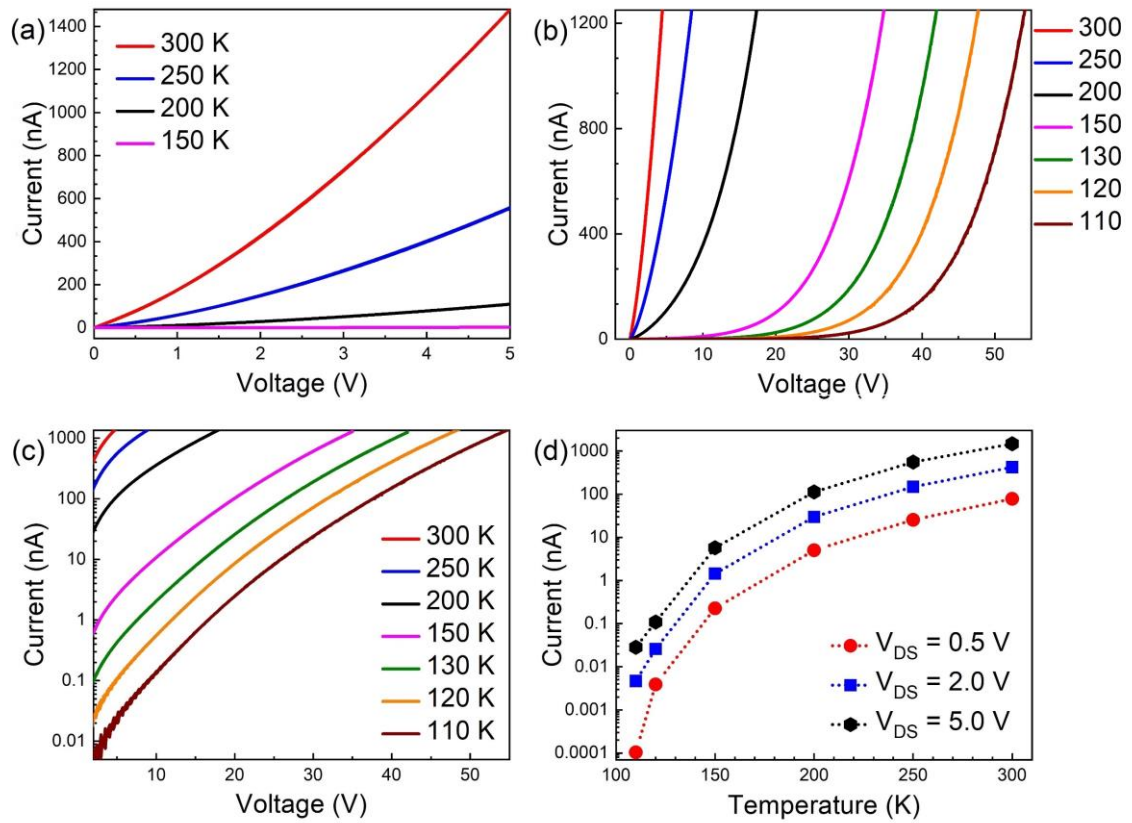 (a)
1400
1200
1000
800
600
400
200
0
Current (nA)
300 K
250 K
200 K
150 K
0 1 2 3 4 5
Voltage (V)
(b)
1200
800
400
0
Current (nA)
0 10 20 30 40 50
Voltage (V)
300
250
200
150
130
120
110
(c)
1000
100
10
1
0.1
0.01
Current (nA)
300 K
250 K
200 K
150 K
130 K
120 K
110 K
10 20 30 40 50
Voltage (V)
(d)
1000
100
10
1
0.1
0.01
0.001
0.0001
Current (nA)
V_DS = 0.5 V
V_DS = 2.0 V
V_DS = 5.0 V
100 150 200 250 300
Temperature (K)